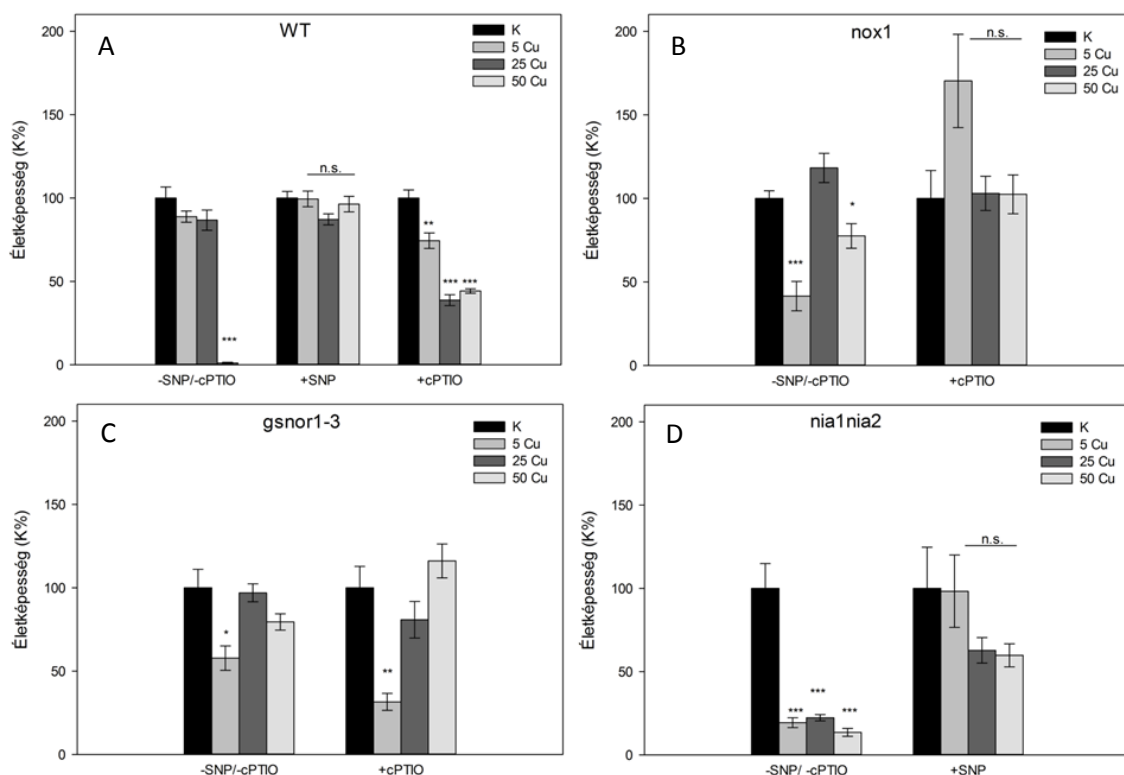 A
WT
200
150
100
50
0
Életképesség (K%)
K
5 Cu
25 Cu
50 Cu
n.s.
***
**
*** ***
-SNP/-cPTIO
+SNP
+cPTIO
B
nox1
200
150
100
50
0
Életképesség (K%)
K
5 Cu
25 Cu
50 Cu
n.s.
*
***
-SNP/-cPTIO
+cPTIO
C
gsnor1-3
200
150
100
50
0
Életképesség (K%)
K
5 Cu
25 Cu
50 Cu
*
**
-SNP/-cPTIO
+cPTIO
D
nia1nia2
200
150
100
50
0
Életképesség (K%)
K
5 Cu
25 Cu
50 Cu
n.s.
***
*** ***
-SNP/ -cPTIO
+SNP